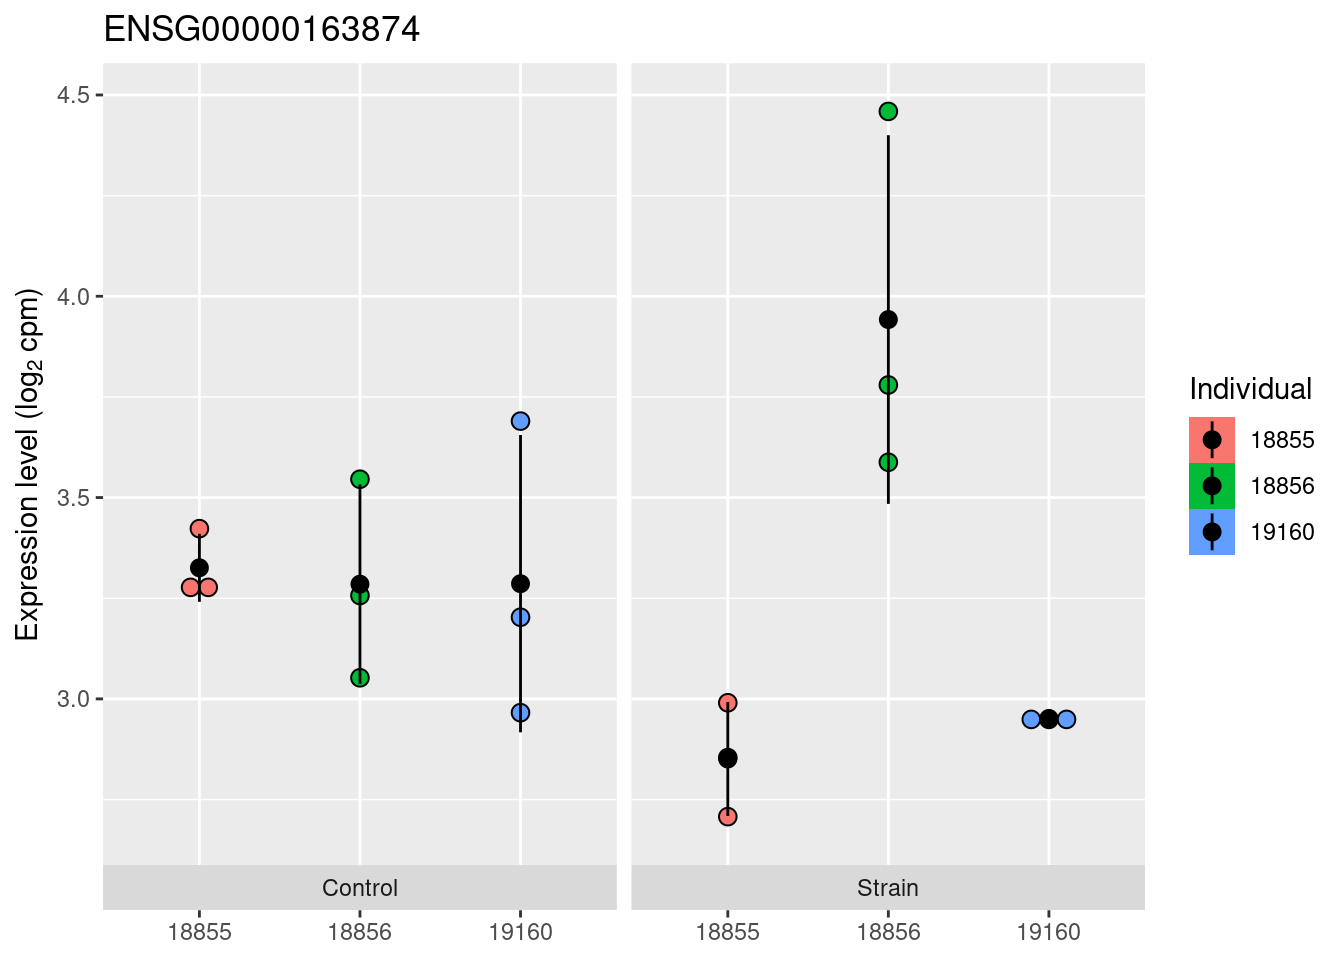 ENSG00000163874
Expression level (log₂ cpm)
4.5
4.0
3.5
3.0
Control
Strain
18855
18856
19160
18855
18856
19160
Individual
18855
18856
19160